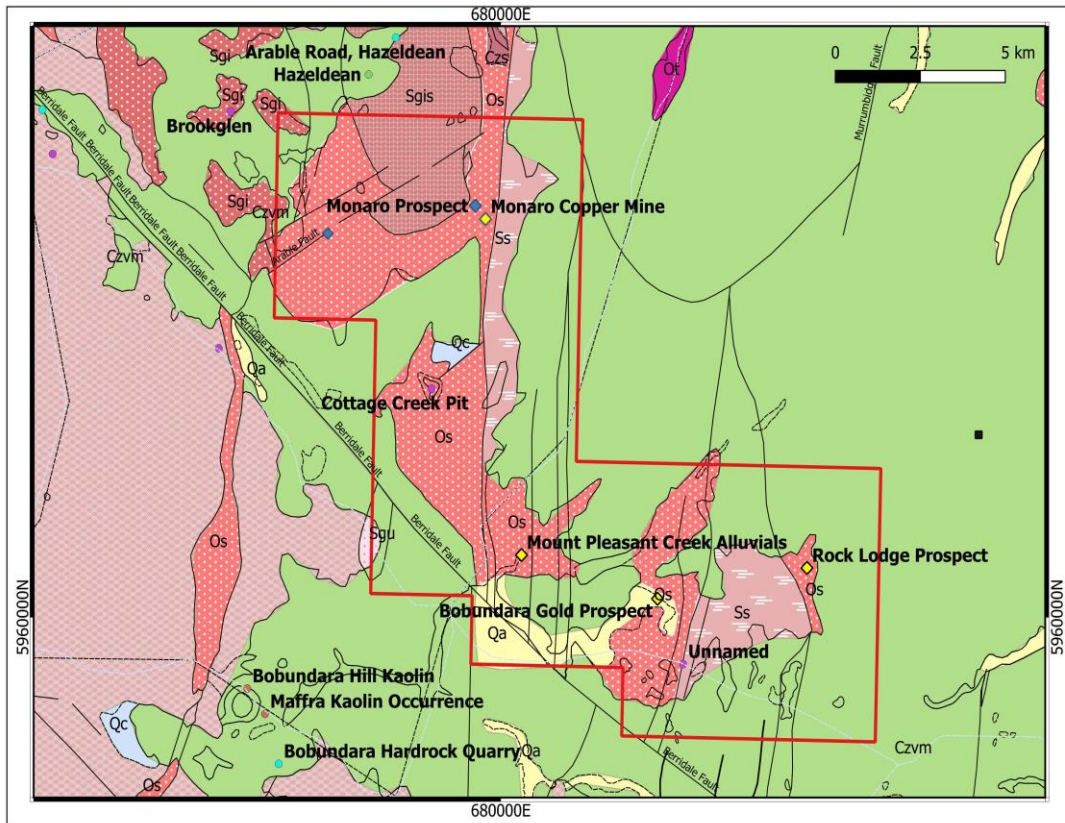 680000E
Sgi
Arable Road, Hazeldean
Hazeldean
Czs
Os
Ot
0 2.5 5 km
Sgis
Sgi
Sgi
Brookglen
Murrumbidgee Fault
Berridale Fault Berridale Fault Berridale Fault Berridale Fault
Sgi
Czvm
Monaro Prospect
Monaro Copper Mine
Arable Fault
Ss
Czvm
Berridale Fault
Qa
Qc
Cottage Creek Pit
Os
Berridale Fault
Os
Sgu
Berridale Fault
Os
Mount Pleasant Creek Alluvials
Rock Lodge Prospect
5960000N
Bobundara Gold Prospect
Os
Os
Ss
5960000N
Qa
Unnamed
Bobundara Hill Kaolin
Maffra Kaolin Occurrence
Qc
Bobundara Hardrock Quarry
Qa
Czvm
Berridale Fault
Os
680000E